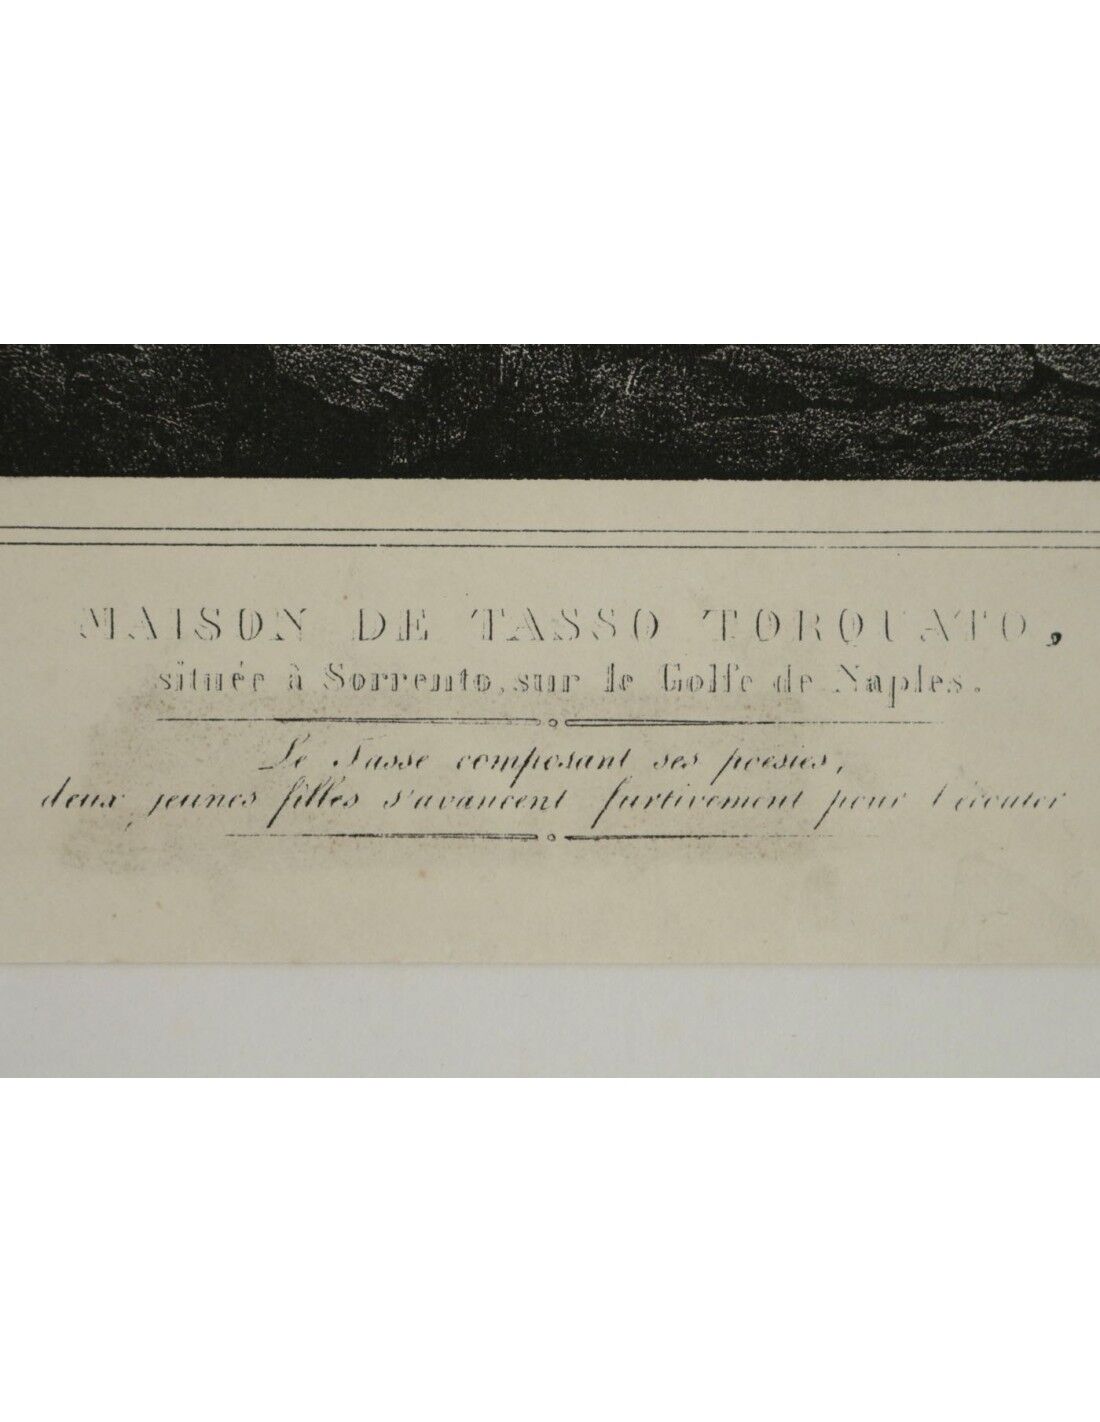 MAISON DE TASSO TORQUATO,
située à Sorrento, sur le Golfe de Naples.
Le Tasse composant ses poësies,
deux jeunes filles s'avancent furtivement pour l'écouter